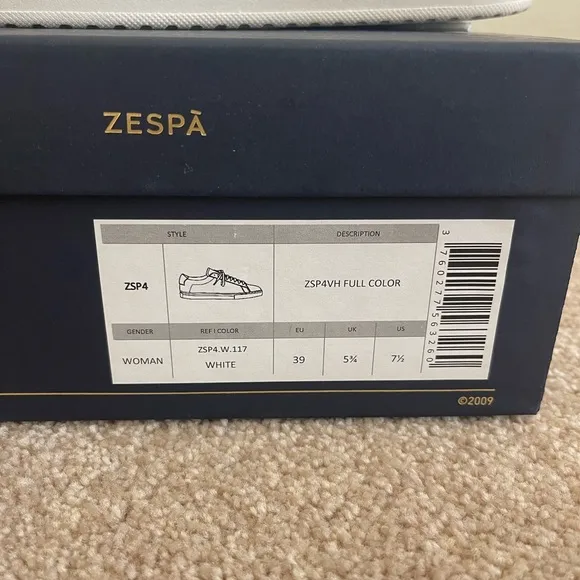 ZESPĀ
STYLE DESCRIPTION
ZSP4 ZSP4VH FULL COLOR
GENDER REF I.COLOR EU UK US
WOMAN ZSP4.W.117 WHITE 39 5¾ 7½
3760277563260
©2009